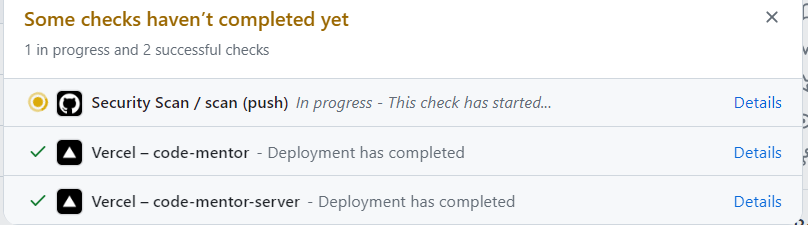 Some checks haven’t completed yet
1 in progress and 2 successful checks
Security Scan / scan (push) In progress - This check has started... Details
Vercel – code-mentor - Deployment has completed Details
Vercel – code-mentor-server - Deployment has completed Details